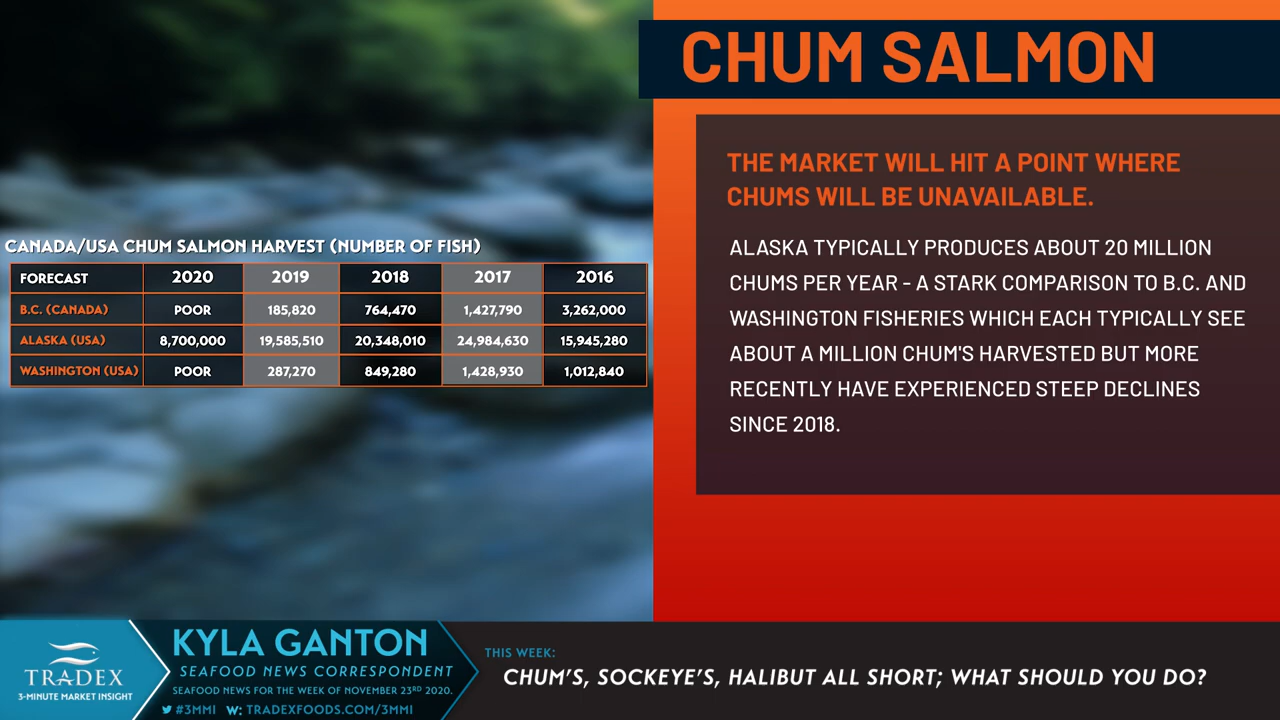 CHUM SALMON
THE MARKET WILL HIT A POINT WHERE
CHUMS WILL BE UNAVAILABLE.
ALASKA TYPICALLY PRODUCES ABOUT 20 MILLION
CHUMS PER YEAR - A STARK COMPARISON TO B.C. AND
WASHINGTON FISHERIES WHICH EACH TYPICALLY SEE
ABOUT A MILLION CHUM'S HARVESTED BUT MORE
RECENTLY HAVE EXPERIENCED STEEP DECLINES
SINCE 2018.
CANADA/USA CHUM SALMON HARVEST (NUMBER OF FISH)
FORECAST 2020 2019 2018 2017 2016
B.C. (CANADA) POOR 185,820 764,470 1,427,790 3,262,000
ALASKA (USA) 8,700,000 19,585,510 20,348,010 24,984,630 15,945,280
WASHINGTON (USA) POOR 287,270 849,280 1,428,930 1,012,840
TRADEX
3-MINUTE MARKET INSIGHT
KYLA GANTON
SEAFOOD NEWS CORRESPONDENT
SEAFOOD NEWS FOR THE WEEK OF NOVEMBER 23RD 2020.
#3MMI W: TRADEXFOODS.COM/3MMI
THIS WEEK:
CHUM'S, SOCKEYE'S, HALIBUT ALL SHORT; WHAT SHOULD YOU DO?